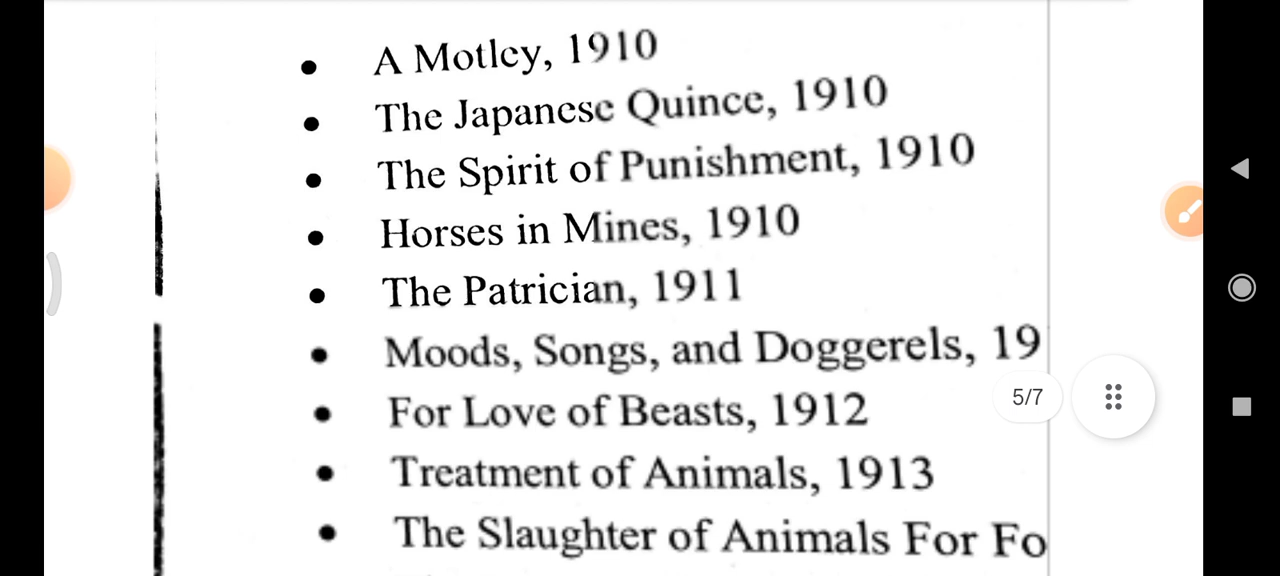 A Motley, 1910
The Japanese Quince, 1910
The Spirit of Punishment, 1910
Horses in Mines, 1910
The Patrician, 1911
Moods, Songs, and Doggerels, 19
For Love of Beasts, 1912
5/7
Treatment of Animals, 1913
The Slaughter of Animals For Fo